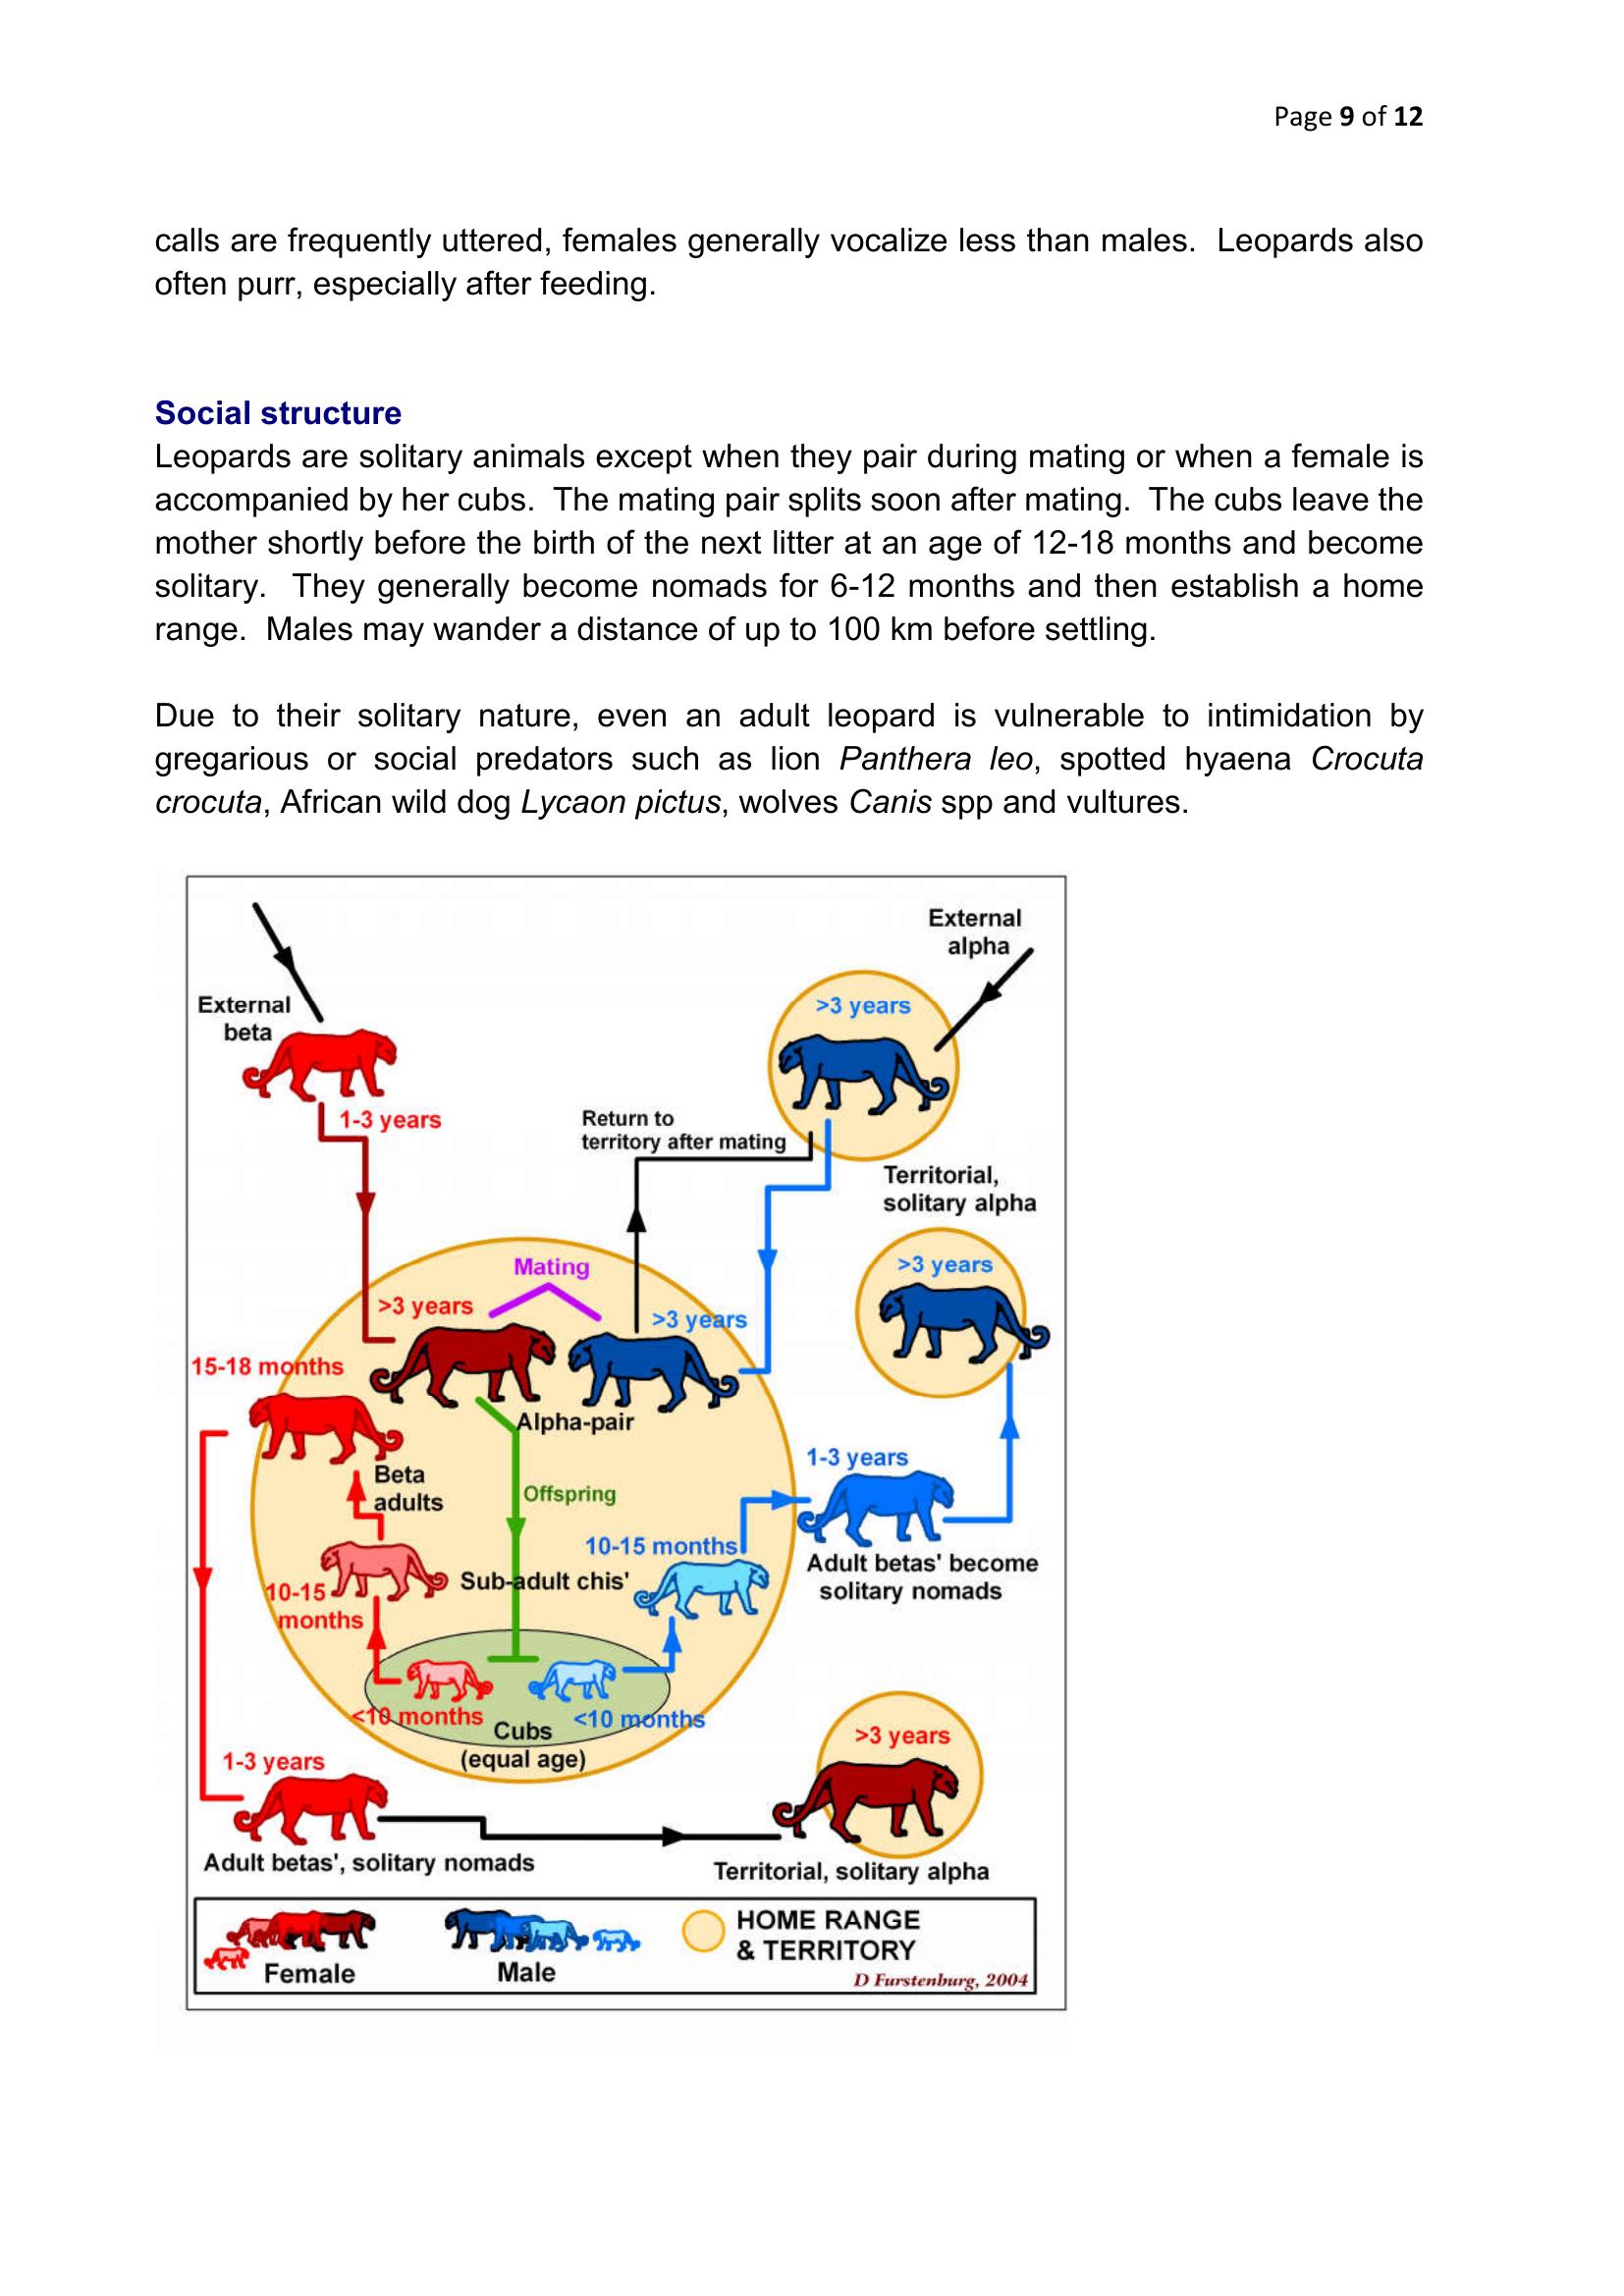 Page 9 of 12
calls are frequently uttered, females generally vocalize less than males. Leopards also
often purr, especially after feeding.
Social structure
Leopards are solitary animals except when they pair during mating or when a female is
accompanied by her cubs. The mating pair splits soon after mating. The cubs leave the
mother shortly before the birth of the next litter at an age of 12-18 months and become
solitary. They generally become nomads for 6-12 months and then establish a home
range. Males may wander a distance of up to 100 km before settling.
Due to their solitary nature, even an adult leopard is vulnerable to intimidation by
gregarious or social predators such as lion Panthera leo, spotted hyaena Crocuta
crocuta, African wild dog Lycaon pictus, wolves Canis spp and vultures.
External
alpha
External
beta
>3 years
1-3 years
Return to
territory after mating
Territorial,
solitary alpha
Mating
>3 years
>3 years
>3 years
15-18 months
Alpha-pair
Beta
adults
Offspring
1-3 years
10-15 months
Adult betas' become
solitary nomads
Sub-adult chis'
10-15
months
<10 months
<10 months
Cubs
(equal age)
1-3 years
>3 years
Adult betas', solitary nomads
Territorial, solitary alpha
Female
Male
HOME RANGE
& TERRITORY
D Furstenburg, 2004